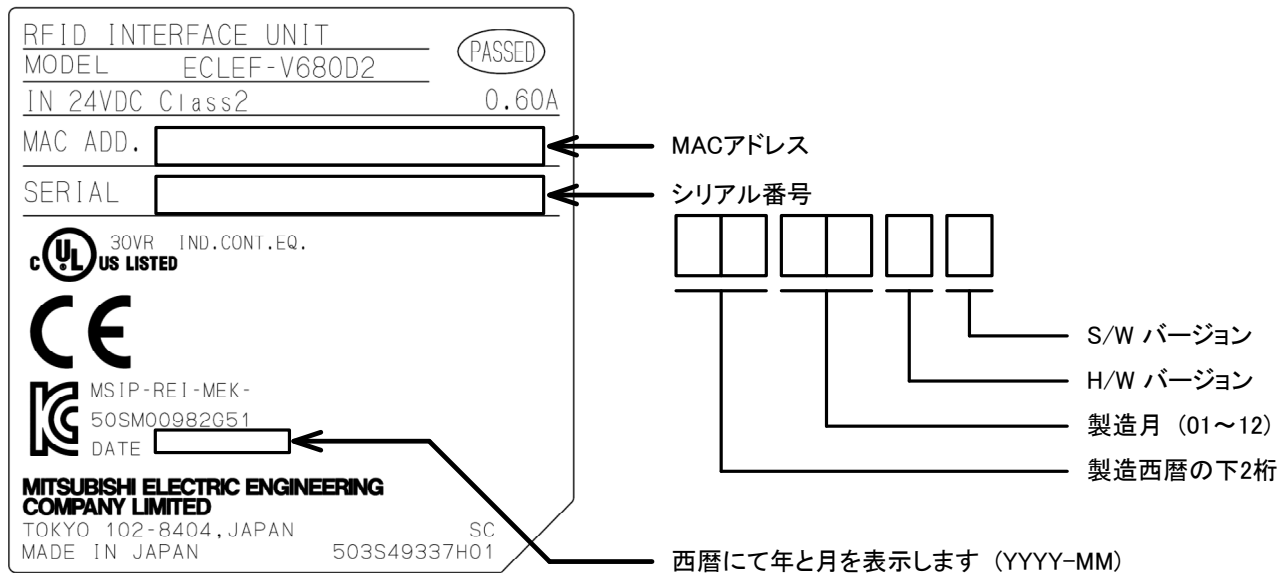 RFID INTERFACE UNIT
PASSED
MODEL ECLEF-V680D2
IN 24VDC Class2 0.60A
MAC ADD.
MACアドレス
SERIAL
シリアル番号
C UL US LISTED
30VR IND.CONT.EQ.
CE
S/W バージョン
H/W バージョン
製造月 (01～12)
製造西暦の下2桁
MSIP-REI-MEK-
50SM00982G51
DATE
MITSUBISHI ELECTRIC ENGINEERING
COMPANY LIMITED
TOKYO 102-8404,JAPAN SC
MADE IN JAPAN 503S49337H01
西暦にて年と月を表示します (YYYY-MM)